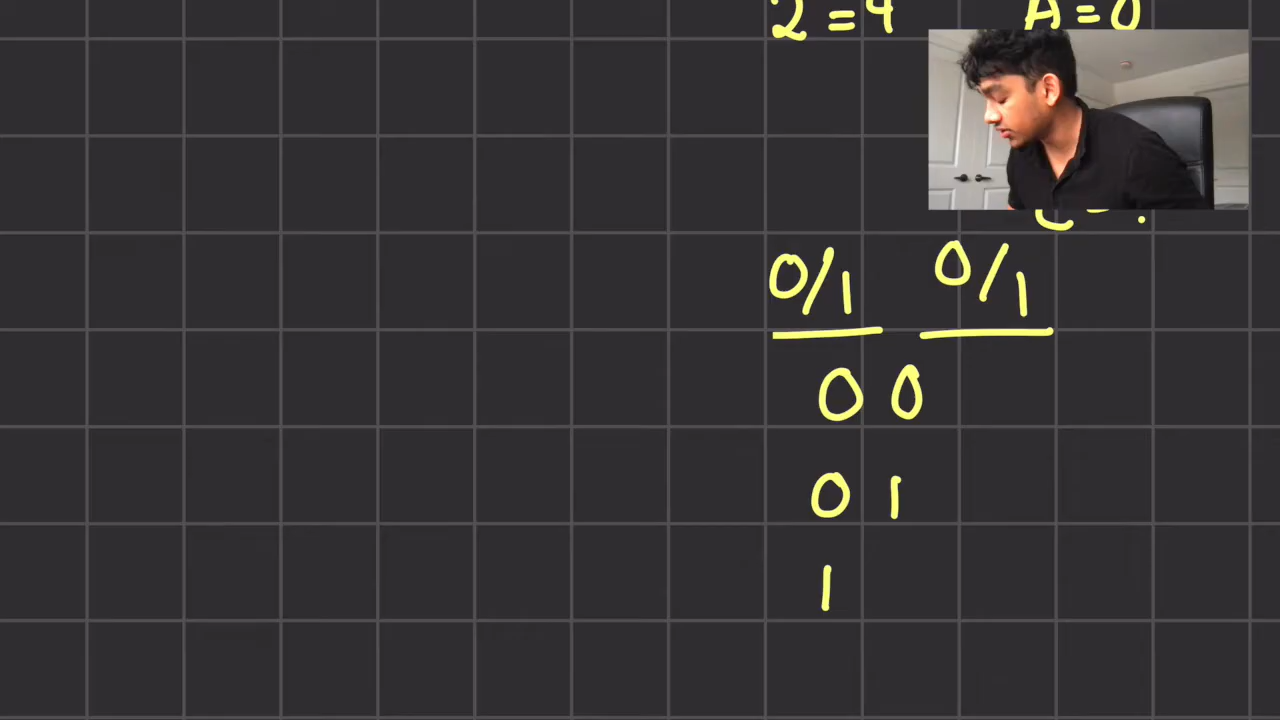 2 = 4 A = 0
C = ?
0/1 0/1
0 0
0 1
1